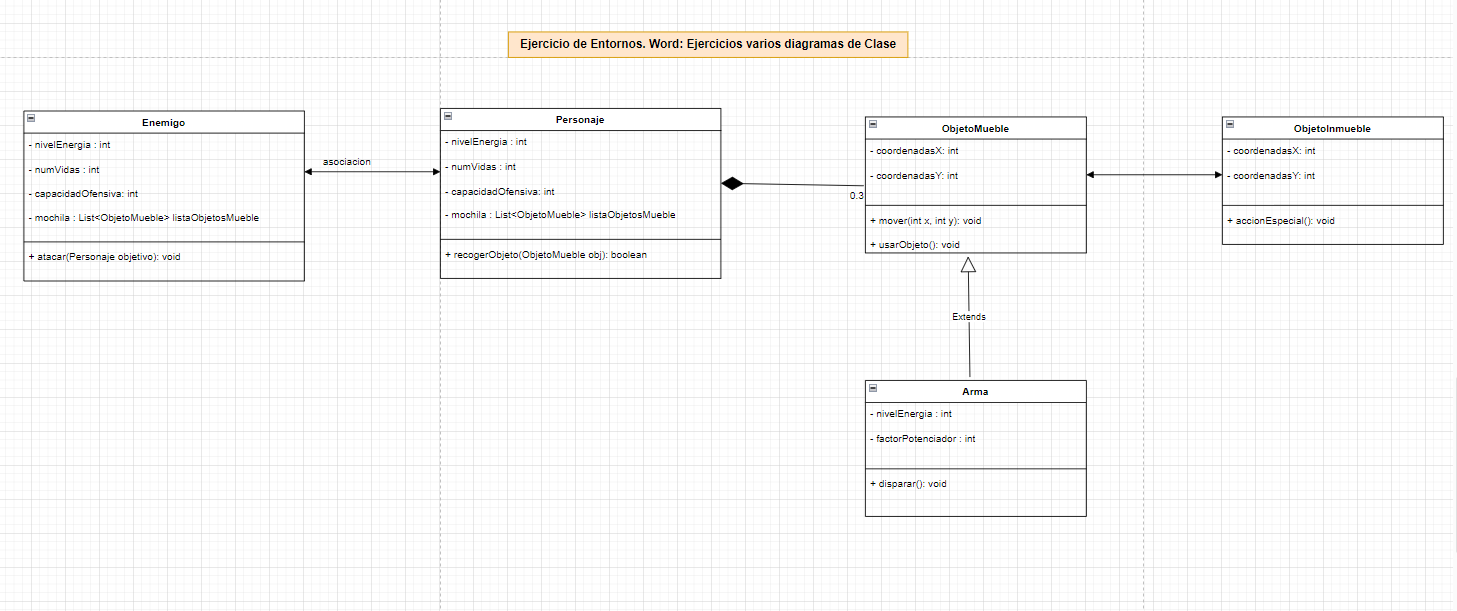 Ejercicio de Entornos. Word: Ejercicios varios diagramas de Clase
Enemigo
- nivelEnergia : int
- numVidas : int
- capacidadOfensiva: int
- mochila : List<ObjetoMueble> listaObjetosMueble
+ atacar(Personaje objetivo): void
asociacion
Personaje
- nivelEnergia : int
- numVidas : int
- capacidadOfensiva: int
- mochila : List<ObjetoMueble> listaObjetosMueble
+ recogerObjeto(ObjetoMueble obj): boolean
0.3
ObjetoMueble
- coordenadasX: int
- coordenadasY: int
+ mover(int x, int y): void
+ usarObjeto(): void
ObjetoInmueble
- coordenadasX: int
- coordenadasY: int
+ accionEspecial(): void
Extends
Arma
- nivelEnergia : int
- factorPotenciador : int
+ disparar(): void